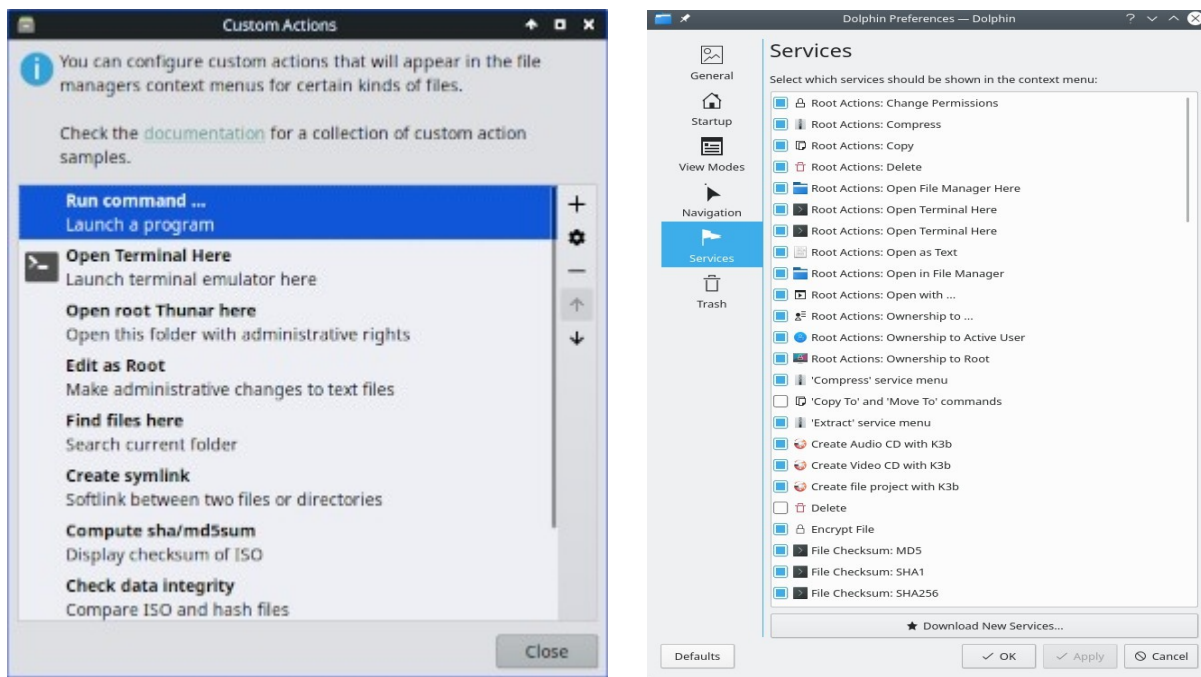 Custom Actions
You can configure custom actions that will appear in the file
managers context menus for certain kinds of files.
Check the documentation for a collection of custom action
samples.
Run command ...
Launch a program
Open Terminal Here
Launch terminal emulator here
Open root Thunar here
Open this folder with administrative rights
Edit as Root
Make administrative changes to text files
Find files here
Search current folder
Create symlink
Softlink between two files or directories
Compute sha/md5sum
Display checksum of ISO
Check data integrity
Compare ISO and hash files
Close
Dolphin Preferences — Dolphin
General
Startup
View Modes
Navigation
Services
Trash
Services
Select which services should be shown in the context menu:
Root Actions: Change Permissions
Root Actions: Compress
Root Actions: Copy
Root Actions: Delete
Root Actions: Open File Manager Here
Root Actions: Open Terminal Here
Root Actions: Open Terminal Here
Root Actions: Open as Text
Root Actions: Open in File Manager
Root Actions: Open with ...
Root Actions: Ownership to ...
Root Actions: Ownership to Active User
Root Actions: Ownership to Root
'Compress' service menu
'Copy To' and 'Move To' commands
'Extract' service menu
Create Audio CD with K3b
Create Video CD with K3b
Create file project with K3b
Delete
Encrypt File
File Checksum: MD5
File Checksum: SHA1
File Checksum: SHA256
Download New Services...
Defaults
OK
Apply
Cancel